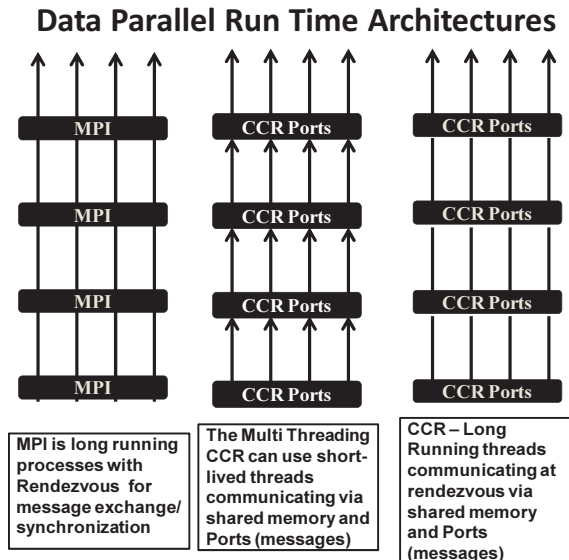 Data Parallel Run Time Architectures
MPI
MPI
MPI
MPI
CCR Ports
CCR Ports
CCR Ports
CCR Ports
CCR Ports
CCR Ports
CCR Ports
CCR Ports
MPI is long running
processes with
Rendezvous for
message exchange/
synchronization
The Multi Threading
CCR can use short-
lived threads
communicating via
shared memory and
Ports (messages)
CCR – Long
Running threads
communicating at
rendezvous via
shared memory
and Ports
(messages)